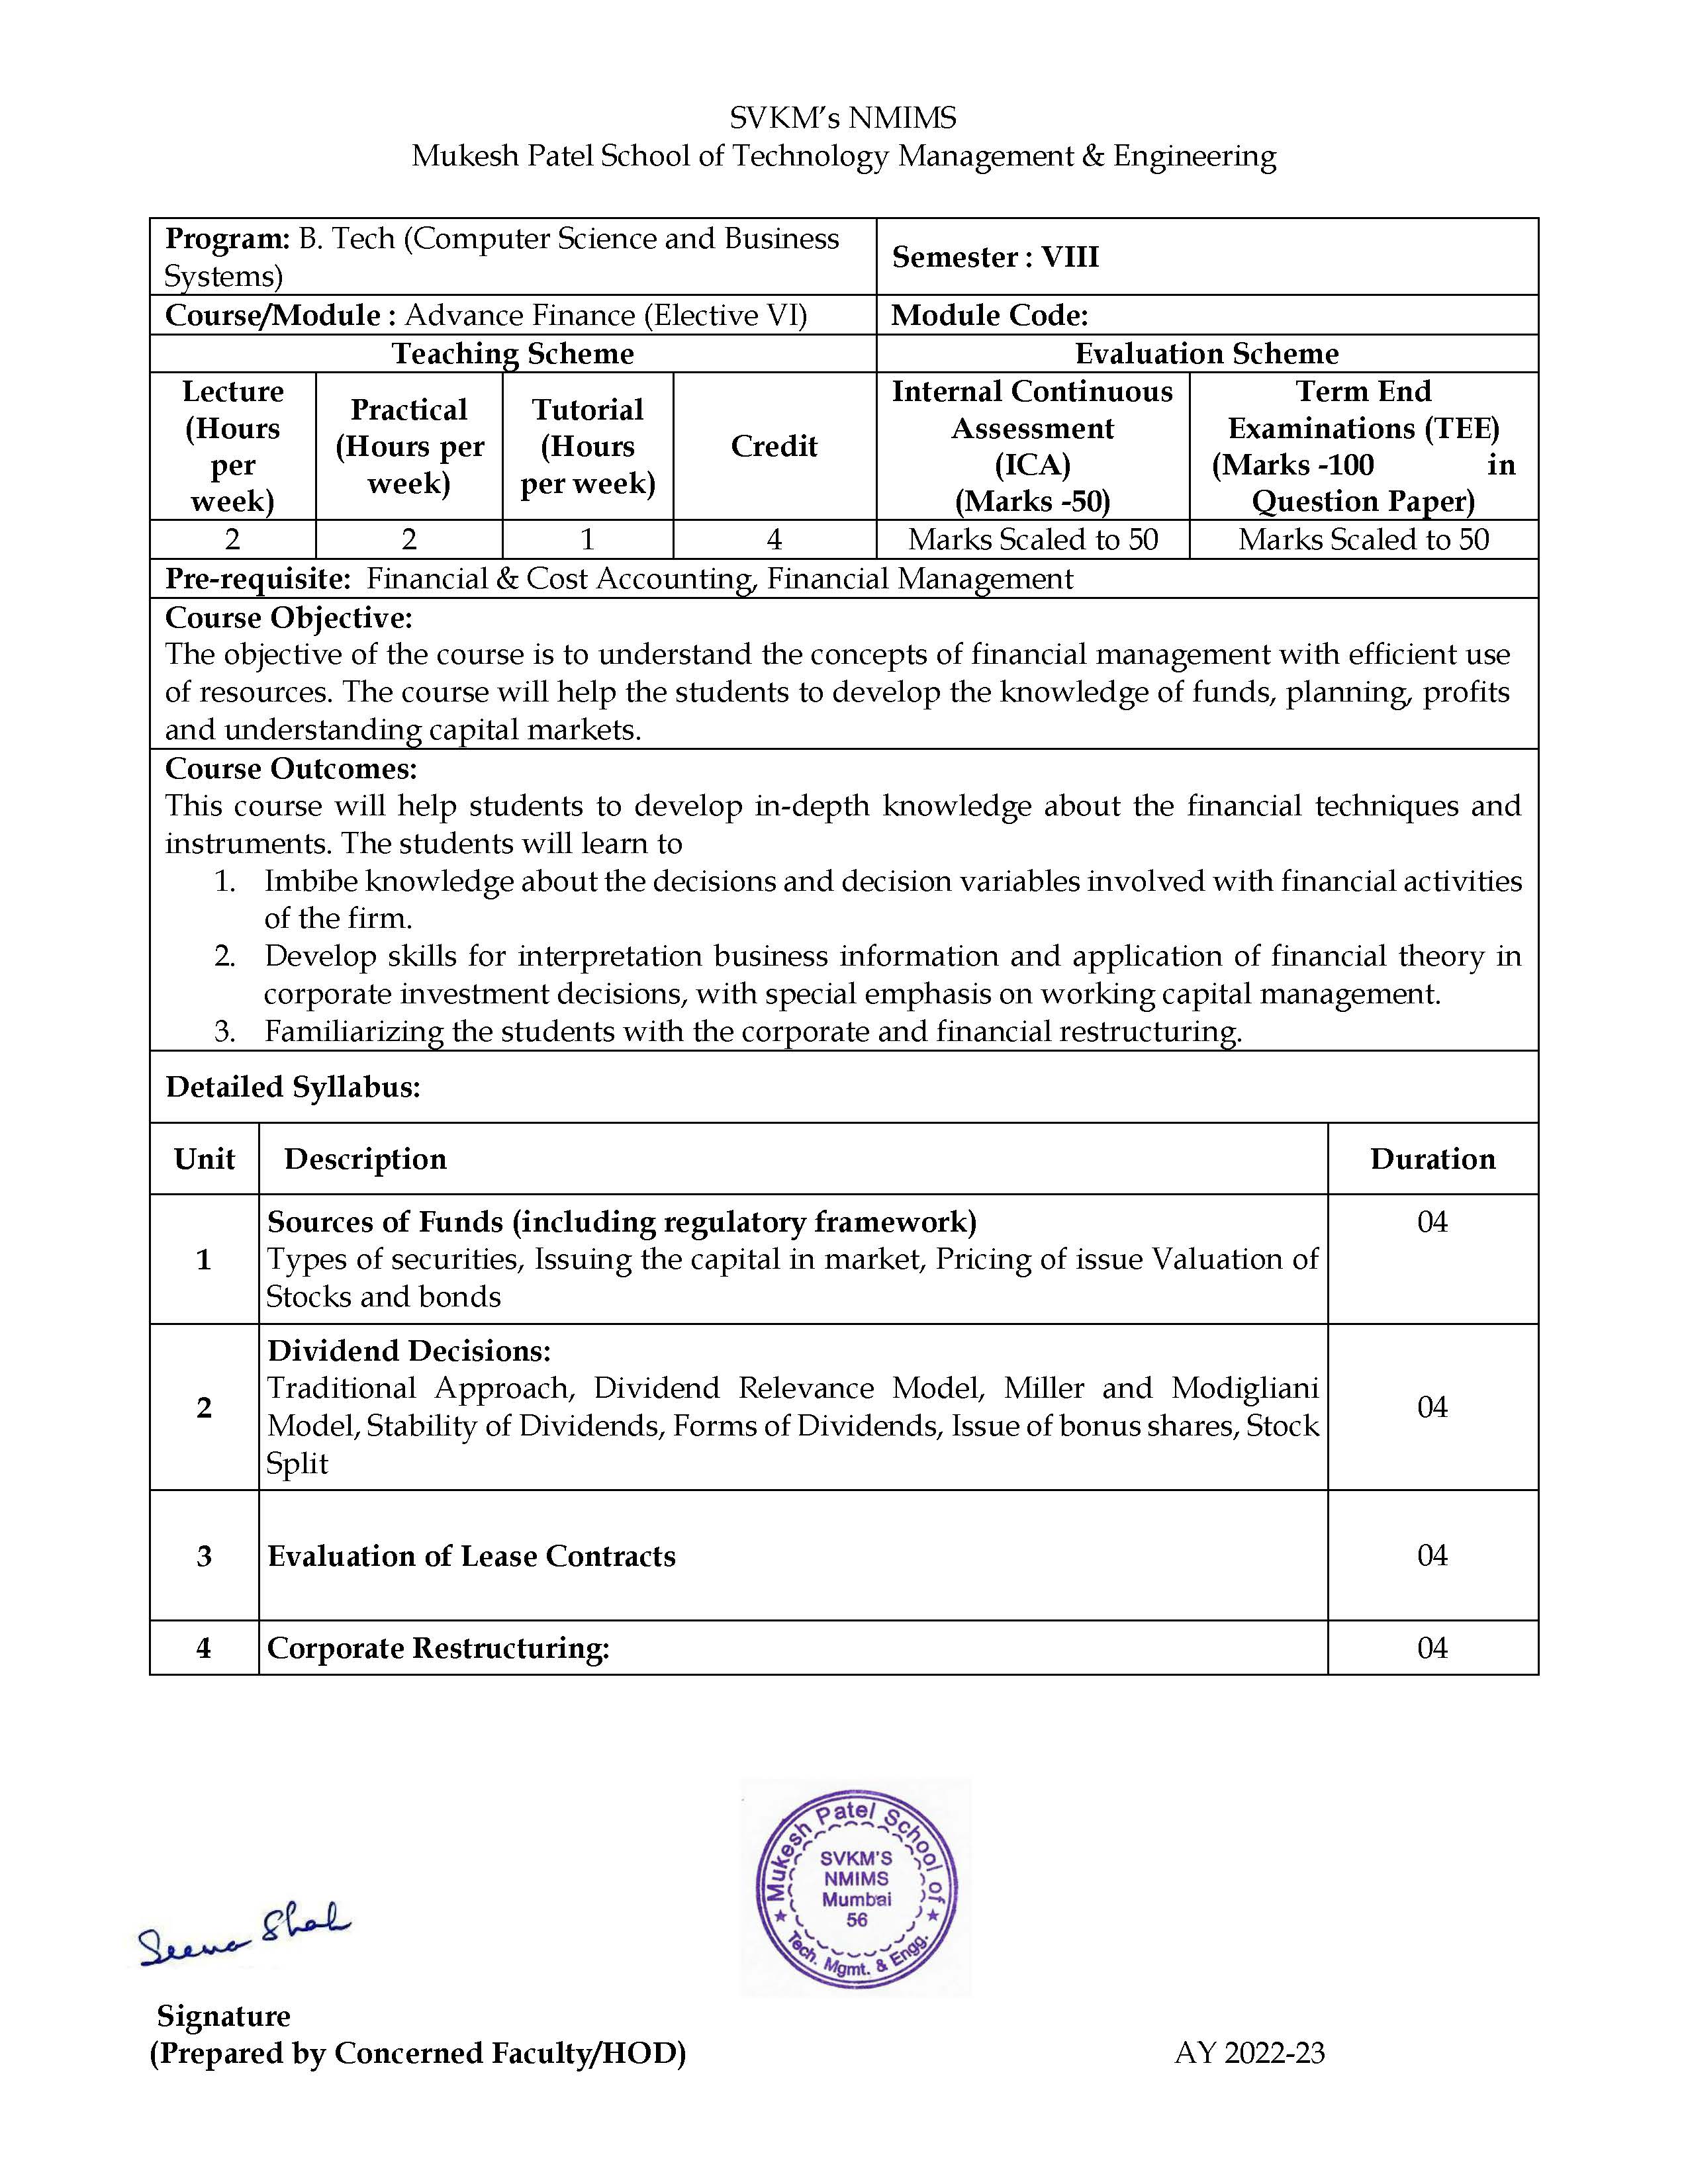 SVKM’s NMIMS
Mukesh Patel School of Technology Management & Engineering
Program: B. Tech (Computer Science and Business
Systems)
Semester : VIII
Course/Module : Advance Finance (Elective VI)
Module Code:
Teaching Scheme
Evaluation Scheme
Lecture
(Hours
per
week)
Practical
(Hours per
week)
Tutorial
(Hours
per week)
Credit
Internal Continuous
Assessment
(ICA)
(Marks -50)
Term End
Examinations (TEE)
(Marks -100 in
Question Paper)
2
2
1
4
Marks Scaled to 50
Marks Scaled to 50
Pre-requisite: Financial & Cost Accounting, Financial Management
Course Objective:
The objective of the course is to understand the concepts of financial management with efficient use
of resources. The course will help the students to develop the knowledge of funds, planning, profits
and understanding capital markets.
Course Outcomes:
This course will help students to develop in-depth knowledge about the financial techniques and
instruments. The students will learn to
1. Imbibe knowledge about the decisions and decision variables involved with financial activities
of the firm.
2. Develop skills for interpretation business information and application of financial theory in
corporate investment decisions, with special emphasis on working capital management.
3. Familiarizing the students with the corporate and financial restructuring.
Detailed Syllabus:
Unit
Description
Duration
1
Sources of Funds (including regulatory framework)
Types of securities, Issuing the capital in market, Pricing of issue Valuation of
Stocks and bonds
04
2
Dividend Decisions:
Traditional Approach, Dividend Relevance Model, Miller and Modigliani
Model, Stability of Dividends, Forms of Dividends, Issue of bonus shares, Stock
Split
04
3
Evaluation of Lease Contracts
04
4
Corporate Restructuring:
04
Mukesh Patel School of
SVKM'S
NMIMS
Mumbai
56
Tech. Mgmt. & Engg.
Seema Shah
Signature
(Prepared by Concerned Faculty/HOD)
AY 2022-23